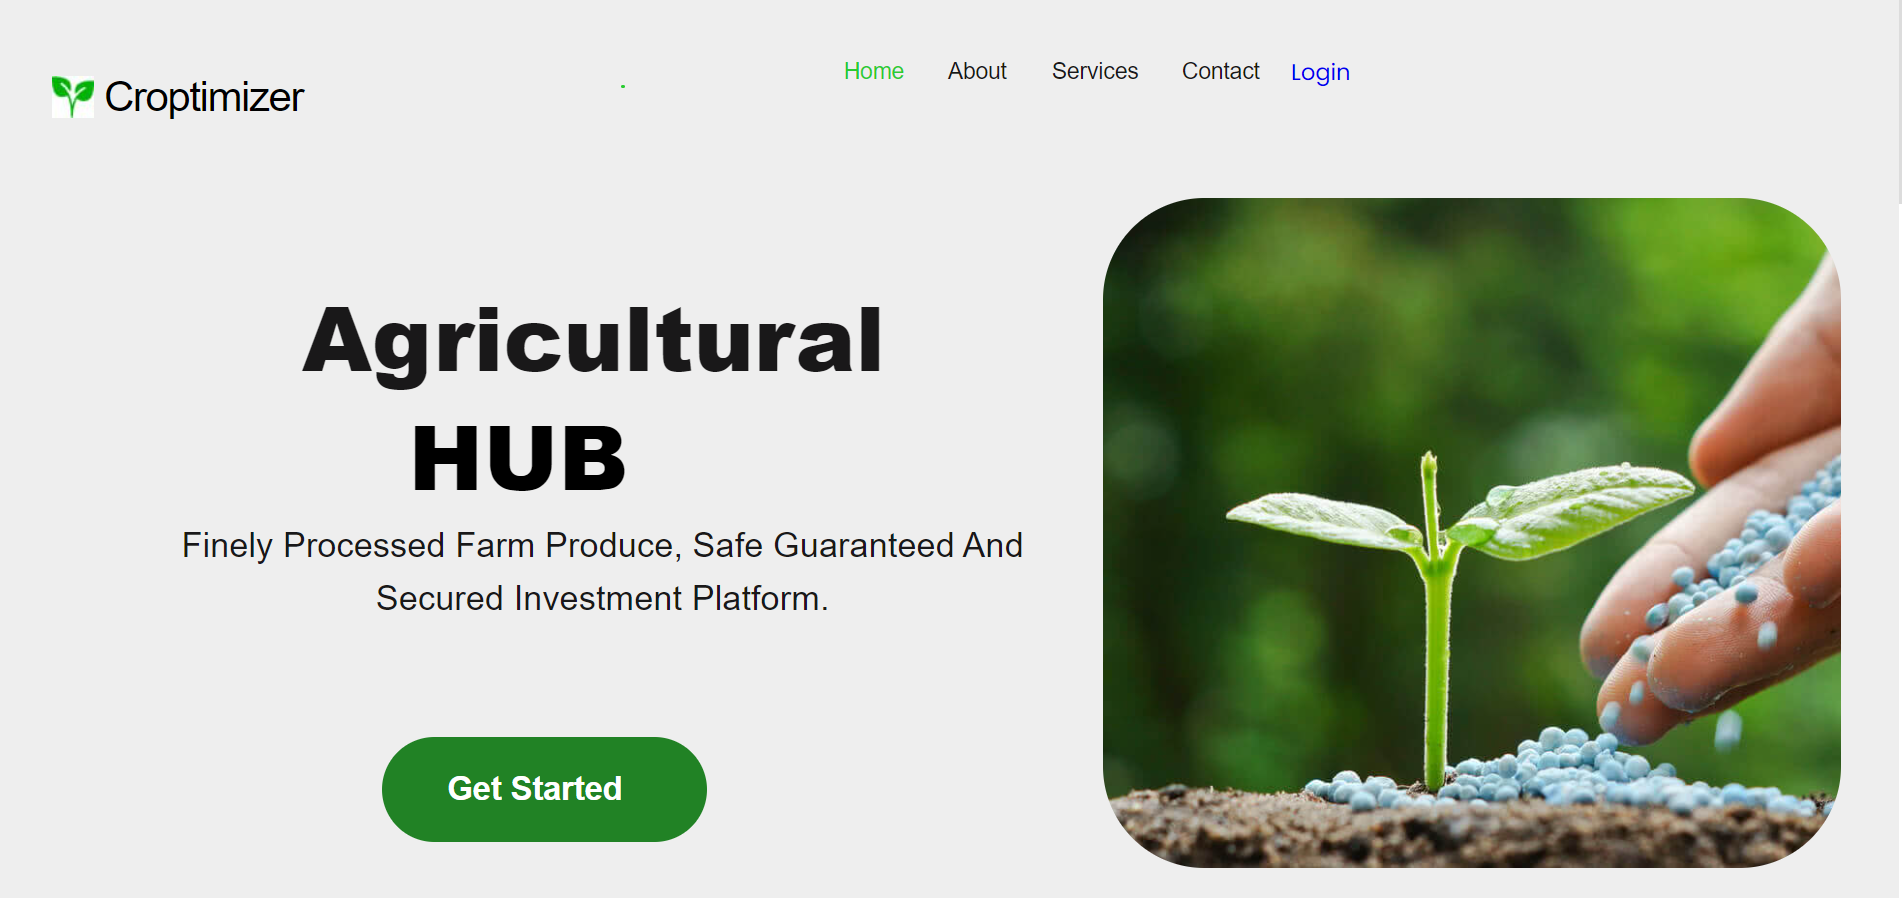 Croptimizer
Home About Services Contact Login
Agricultural
HUB
Finely Processed Farm Produce, Safe Guaranteed And
Secured Investment Platform.
Get Started